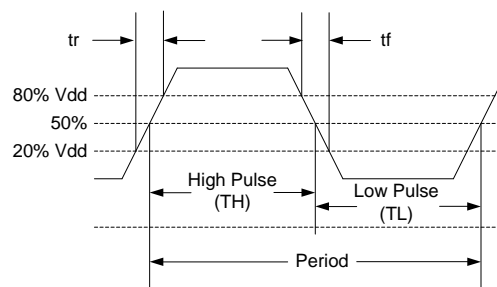 tr
tf
80% Vdd
50%
20% Vdd
High Pulse
(TH)
Low Pulse
(TL)
Period